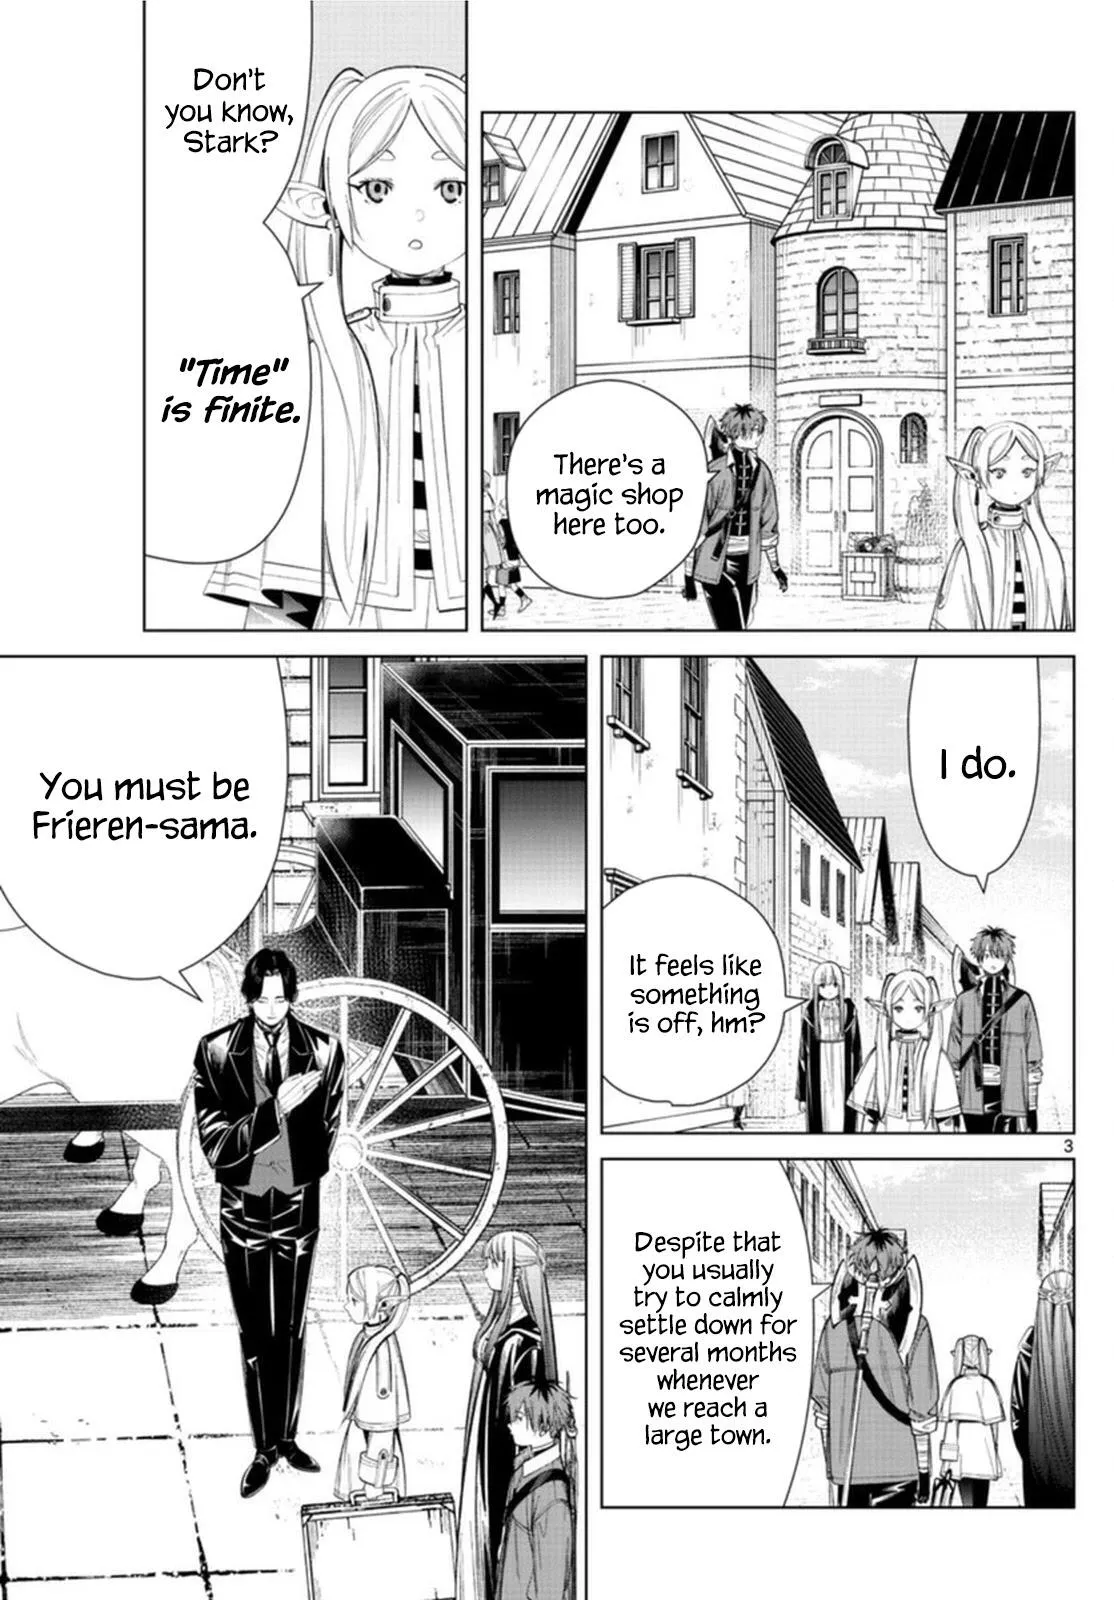 There's a
magic shop
here too.
Don't
you know,
Stark?
"Time"
is finite.
I do.
It feels like
something
is off, hm?
3
Despite that
you usually
try to calmly
settle down for
several months
whenever
we reach a
large town.
You must be
Frieren-sama.